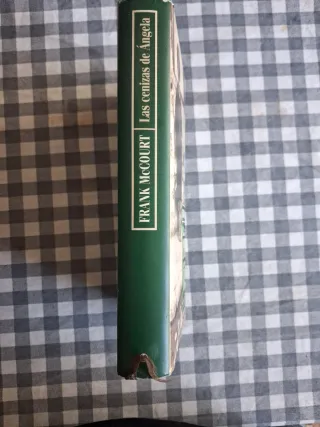 FRANK McCOURT
Las cenizas de Ángela